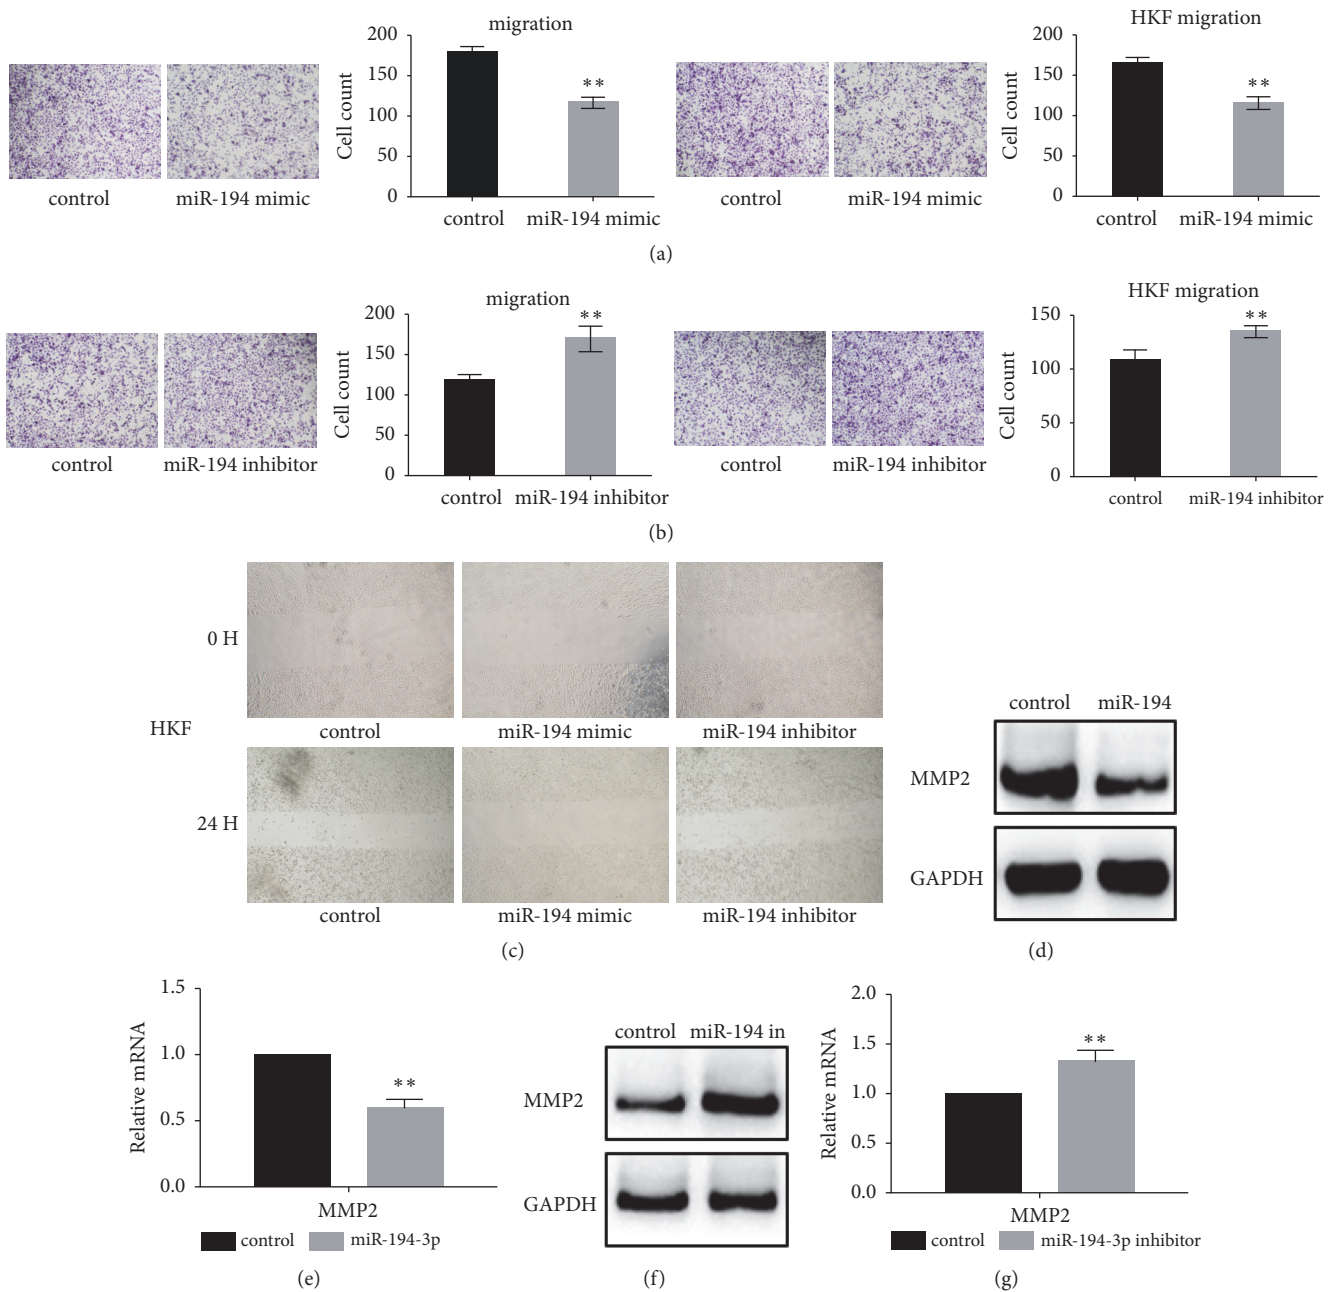 migration
200
150
100
50
0
Cell count
**
control
miR-194 mimic
control
miR-194 mimic
HKF migration
200
150
100
50
0
Cell count
**
control
miR-194 mimic
control
miR-194 mimic
(a)
migration
200
150
100
50
0
Cell count
**
control
miR-194 inhibitor
control
miR-194 inhibitor
HKF migration
150
100
50
0
Cell count
**
control
miR-194 inhibitor
control
miR-194 inhibitor
(b)
HKF
0 H
control
miR-194 mimic
miR-194 inhibitor
24 H
control
miR-194 mimic
miR-194 inhibitor
(c)
control
miR-194
MMP2
GAPDH
(d)
1.5
1.0
0.5
0.0
Relative mRNA
**
MMP2
control
miR-194-3p
(e)
control
miR-194 in
MMP2
GAPDH
(f)
2.0
1.5
1.0
0.5
0.0
Relative mRNA
**
MMP2
control
miR-194-3p inhibitor
(g)